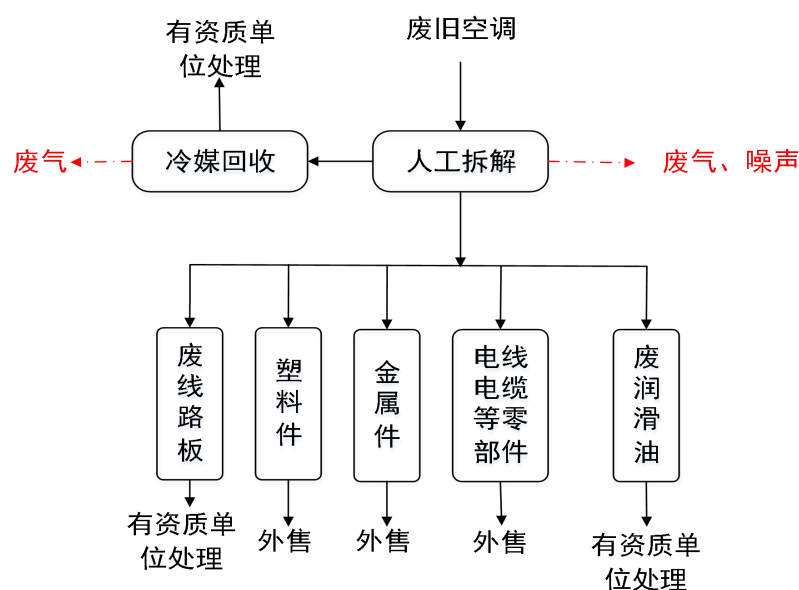 有资质单
位处理
废旧空调
废气
冷媒回收
人工拆解
废气、噪声
废
线
路
板
塑
料
件
金
属
件
电线
电缆
等零
部件
废
润
滑
油
有资质单
位处理
外售
外售
外售
有资质单
位处理